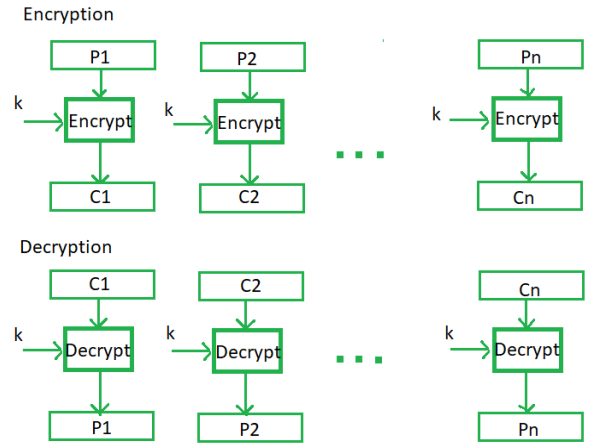 Encryption
P1 P2 Pn
k Encrypt k Encrypt k Encrypt
C1 C2 Cn
Decryption
C1 C2 Cn
k Decrypt k Decrypt k Decrypt
P1 P2 Pn